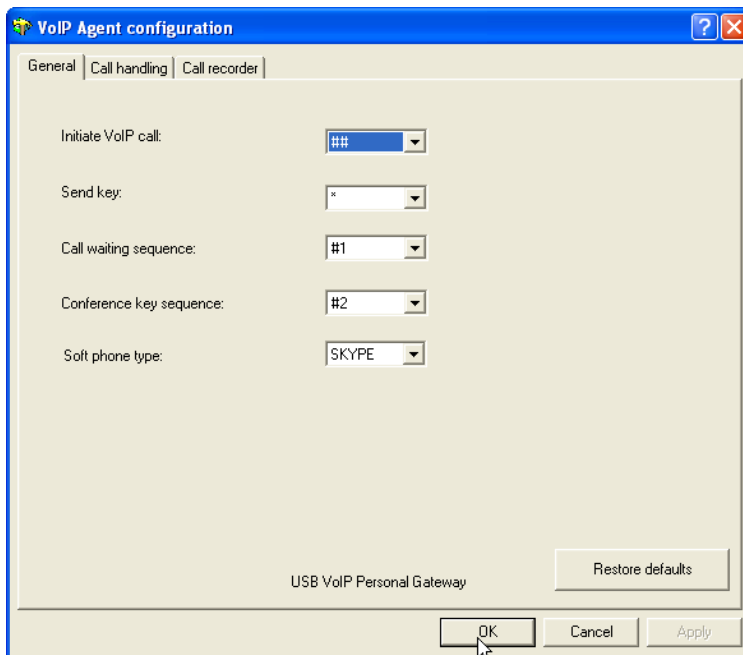 VoIP Agent configuration
General Call handling Call recorder
Initiate VoIP call: ##
Send key: *
Call waiting sequence: #1
Conference key sequence: #2
Soft phone type: SKYPE
Restore defaults
USB VoIP Personal Gateway
OK Cancel Apply